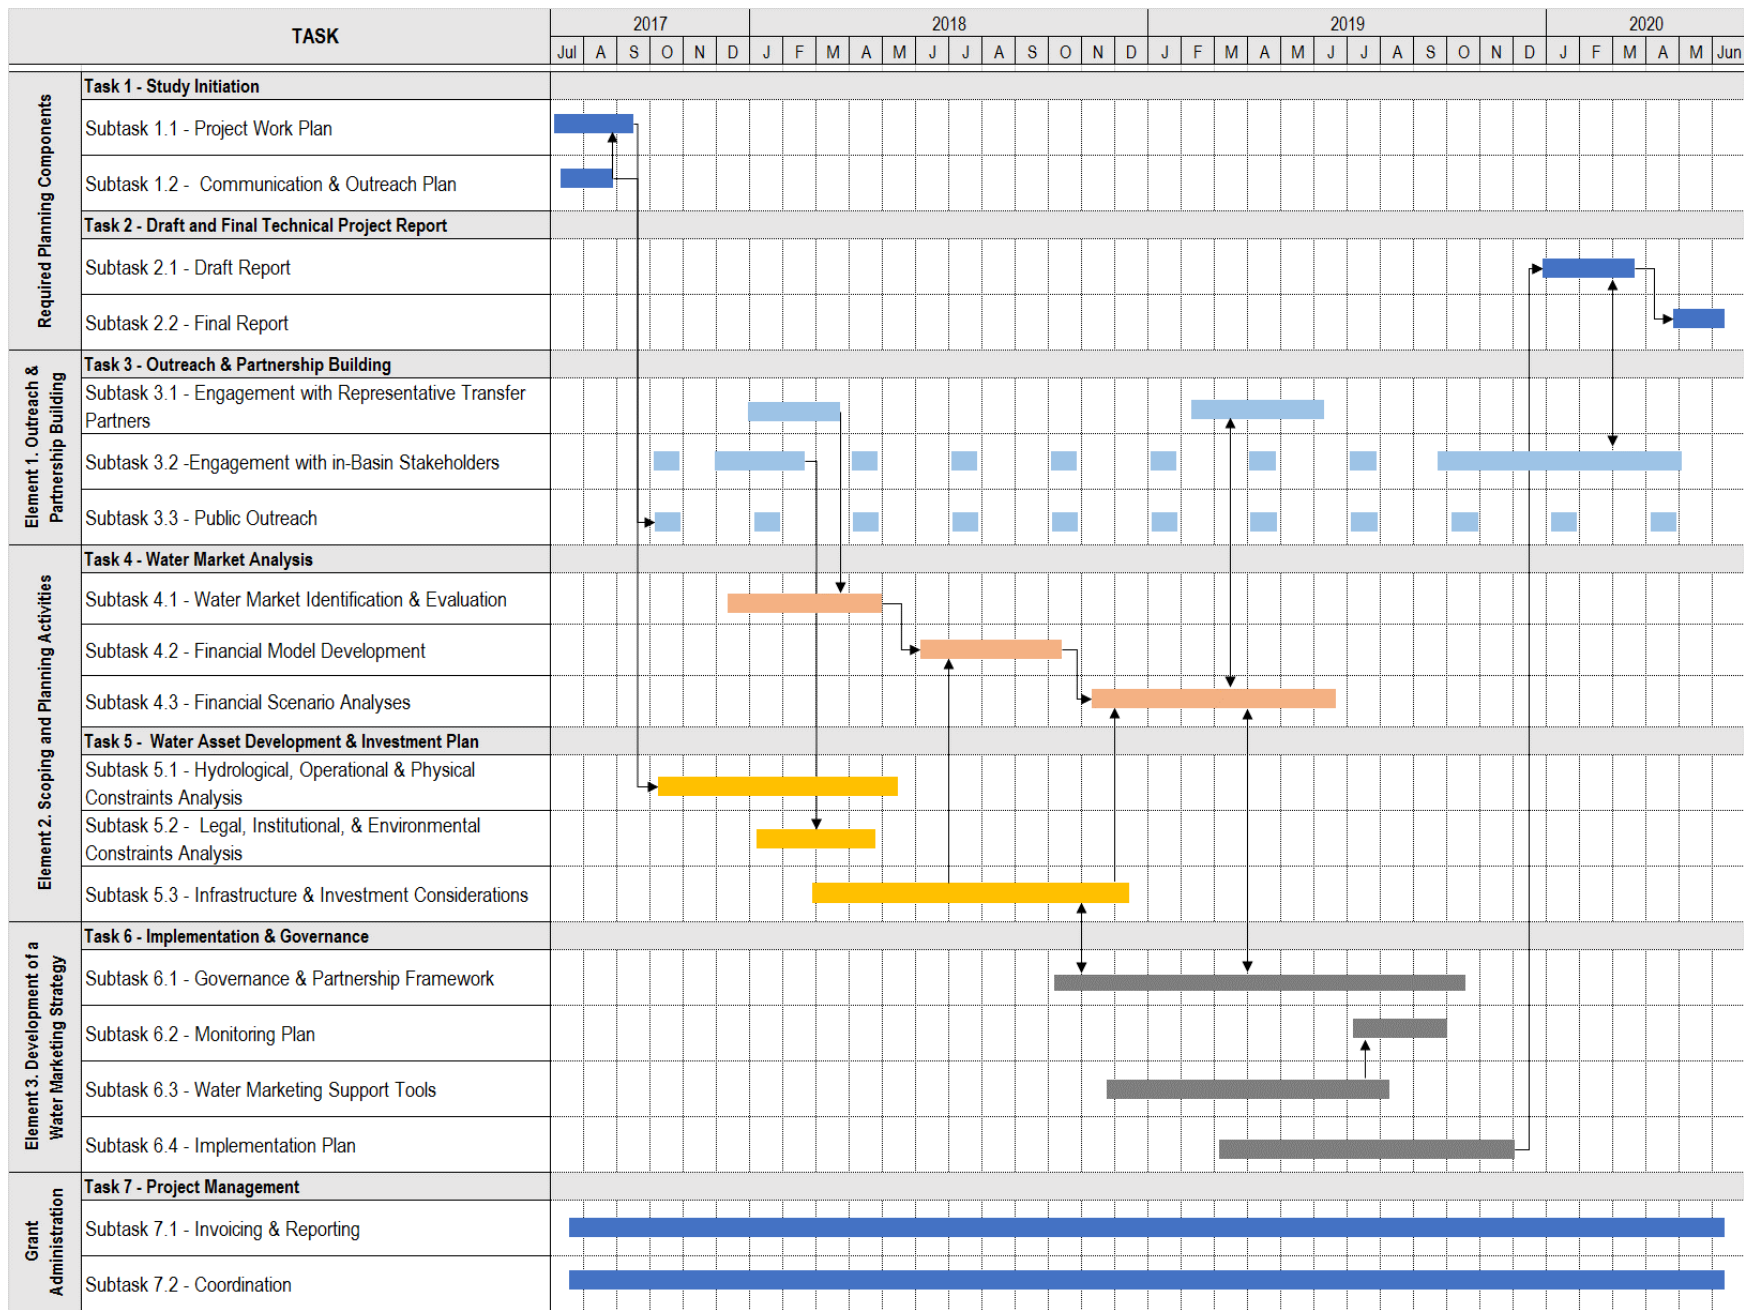 TASK
2017
2018
2019
2020
Jul A S O N D J F M A M J J A S O N D J F M A M J J A S O N D J F M A M Jun
Required Planning Components
Task 1 - Study Initiation
Subtask 1.1 - Project Work Plan
Subtask 1.2 - Communication & Outreach Plan
Task 2 - Draft and Final Technical Project Report
Subtask 2.1 - Draft Report
Subtask 2.2 - Final Report
Element 1. Outreach &
Partnership Building
Task 3 - Outreach & Partnership Building
Subtask 3.1 - Engagement with Representative Transfer
Partners
Subtask 3.2 -Engagement with in-Basin Stakeholders
Subtask 3.3 - Public Outreach
Element 2. Scoping and Planning Activities
Task 4 - Water Market Analysis
Subtask 4.1 - Water Market Identification & Evaluation
Subtask 4.2 - Financial Model Development
Subtask 4.3 - Financial Scenario Analyses
Task 5 - Water Asset Development & Investment Plan
Subtask 5.1 - Hydrological, Operational & Physical
Constraints Analysis
Subtask 5.2 - Legal, Institutional, & Environmental
Constraints Analysis
Subtask 5.3 - Infrastructure & Investment Considerations
Element 3. Development of a
Water Marketing Strategy
Task 6 - Implementation & Governance
Subtask 6.1 - Governance & Partnership Framework
Subtask 6.2 - Monitoring Plan
Subtask 6.3 - Water Marketing Support Tools
Subtask 6.4 - Implementation Plan
Grant
Administration
Task 7 - Project Management
Subtask 7.1 - Invoicing & Reporting
Subtask 7.2 - Coordination